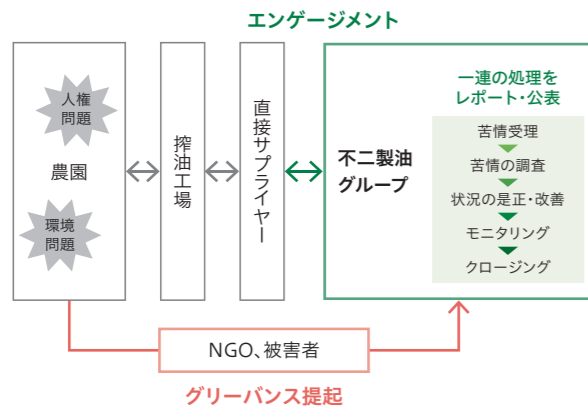 エンゲージメント
人権
問題
農園
環境
問題
搾油工場
直接サプライヤー
不二製油
グループ
一連の処理を
レポート・公表
苦情受理
苦情の調査
状況の是正・改善
モニタリング
クロージング
NGO、被害者
グリーバンス提起